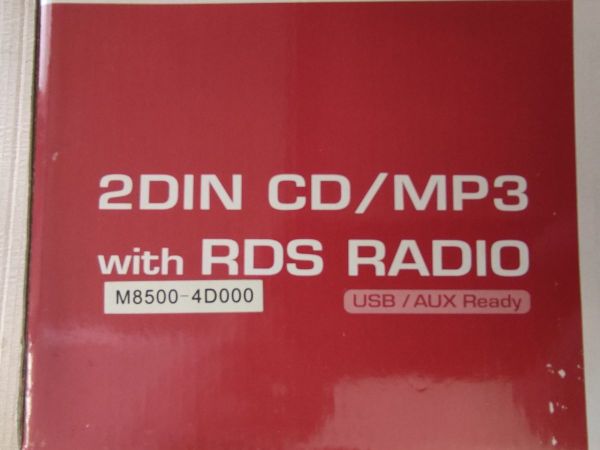 2DIN CD/MP3
with RDS RADIO
M8500-4D000
USB / AUX Ready